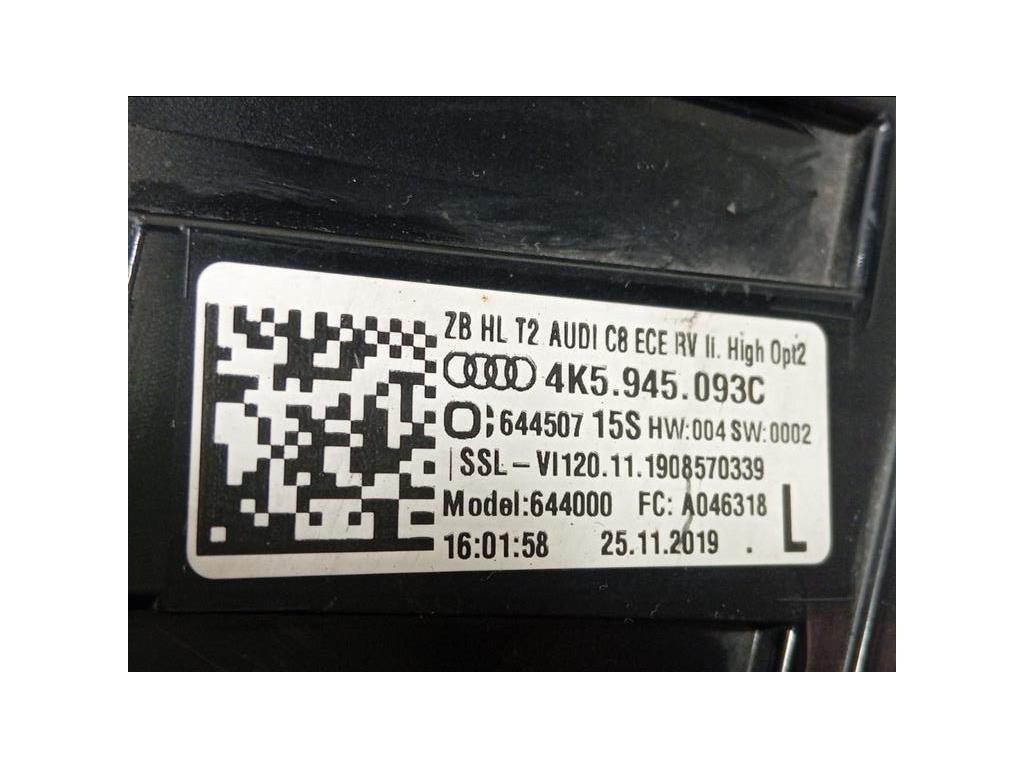 ZB HL T2 AUDI C8 ECE RV li. High Opt2
4K5.945.093C
644507 15S HW:004 SW:0002
SSL-VI120.11.1908570339
Model:644000 FC: A046318
16:01:58 25.11.2019 . L